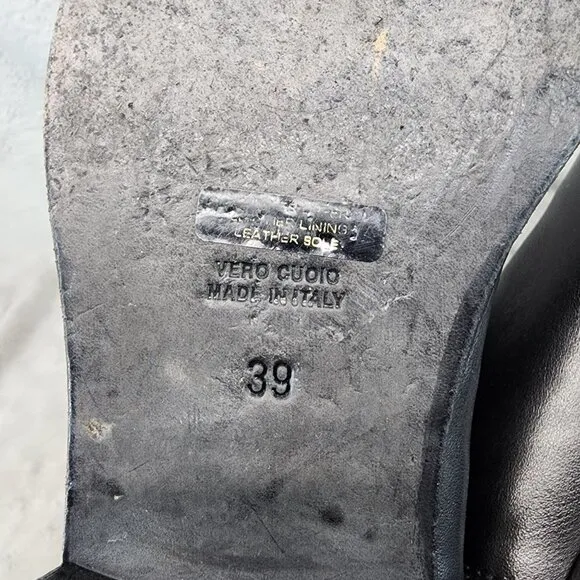 LINING
LEATHER SOLE
VERO CUOIO
MADE IN ITALY
39